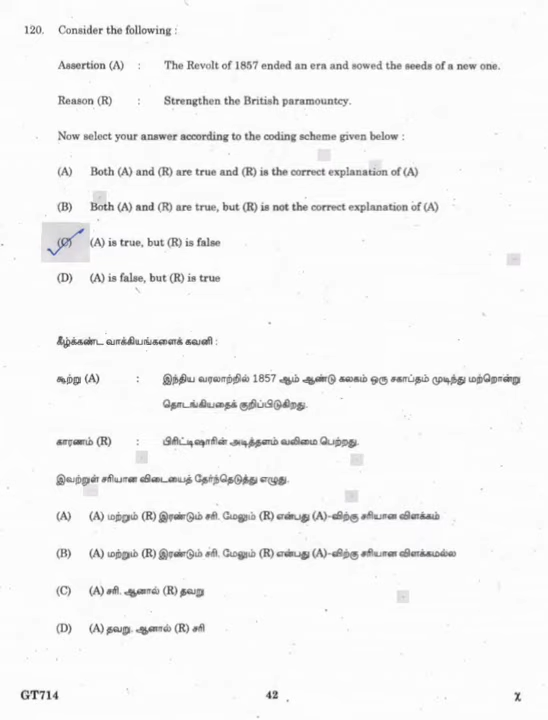 120. Consider the following :
Assertion (A) : The Revolt of 1857 ended an era and sowed the seeds of a new one.
Reason (R) : Strengthen the British paramountcy.
Now select your answer according to the coding scheme given below :
(A) Both (A) and (R) are true and (R) is the correct explanation of (A)
(B) Both (A) and (R) are true, but (R) is not the correct explanation of (A)
(C) (A) is true, but (R) is false
(D) (A) is false, but (R) is true
கீழ்க்கண்ட வாக்கியங்களைக் கவனி :
கூற்று (A) : இந்திய வரலாற்றில் 1857 ஆம் ஆண்டு கலகம் ஒரு சகாப்தம் முடிந்து மற்றொன்று
தொடங்கியதைக் குறிப்பிடுகிறது.
காரணம் (R) : பிரிட்டிஷாரின் அடித்தளம் வலிமை பெற்றது.
இவற்றுள் சரியான விடையைத் தேர்ந்தெடுத்து எழுது.
(A) (A) மற்றும் (R) இரண்டும் சரி. மேலும் (R) என்பது (A)-விற்கு சரியான விளக்கம்
(B) (A) மற்றும் (R) இரண்டும் சரி. மேலும் (R) என்பது (A)-விற்கு சரியான விளக்கமல்ல
(C) (A) சரி. ஆனால் (R) தவறு
(D) (A) தவறு. ஆனால் (R) சரி
GT714 42 χ